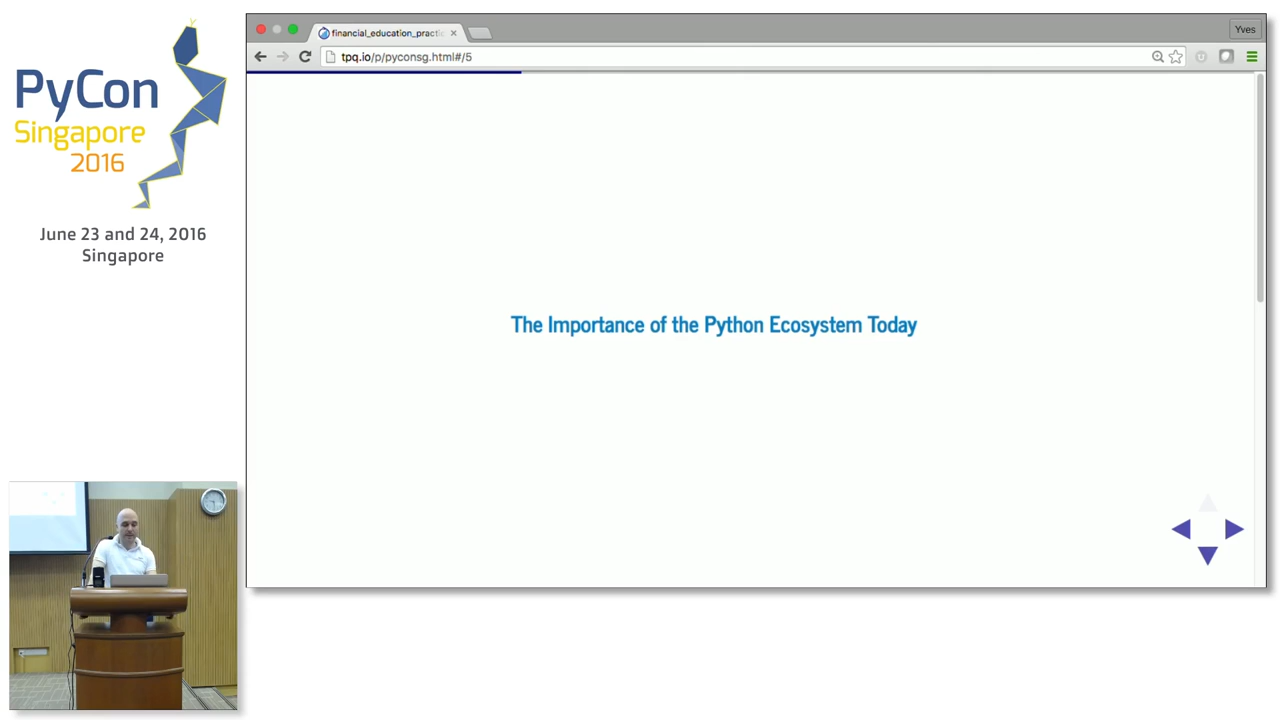 PyCon
Singapore
2016
June 23 and 24, 2016
Singapore
financial_education_practic
Yves
tpq.io/p/pyconsg.html#/5
The Importance of the Python Ecosystem Today